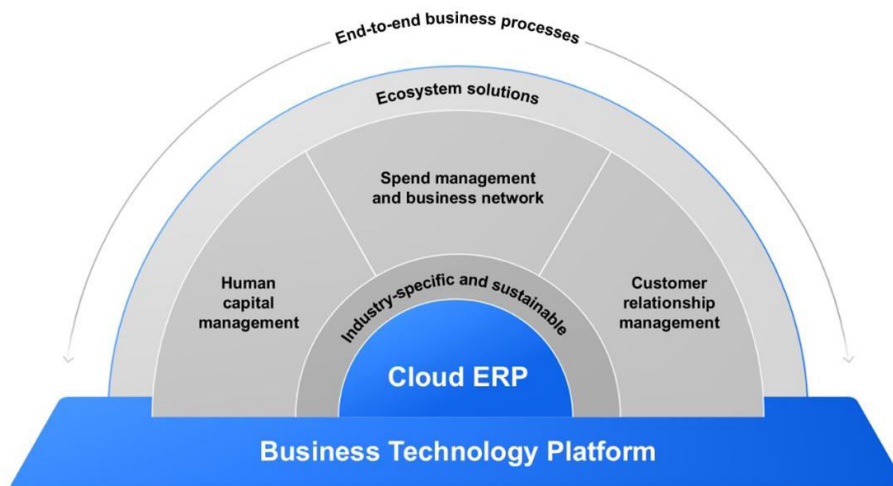 End-to-end business processes
Ecosystem solutions
Spend management
and business network
Human
capital
management
Customer
relationship
management
Industry-specific and sustainable
Cloud ERP
Business Technology Platform